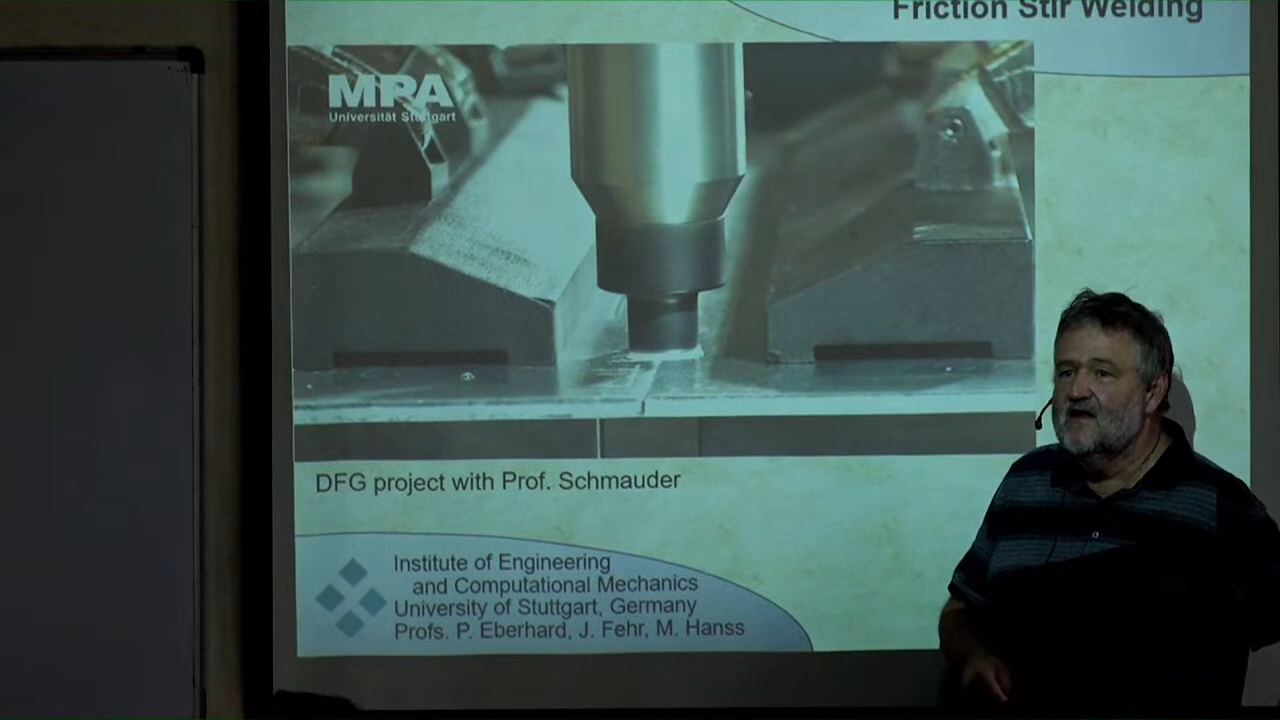 Friction Stir Welding
MPA
Universität Stuttgart
DFG project with Prof. Schmauder
Institute of Engineering
and Computational Mechanics
University of Stuttgart, Germany
Profs. P. Eberhard, J. Fehr, M. Hanss